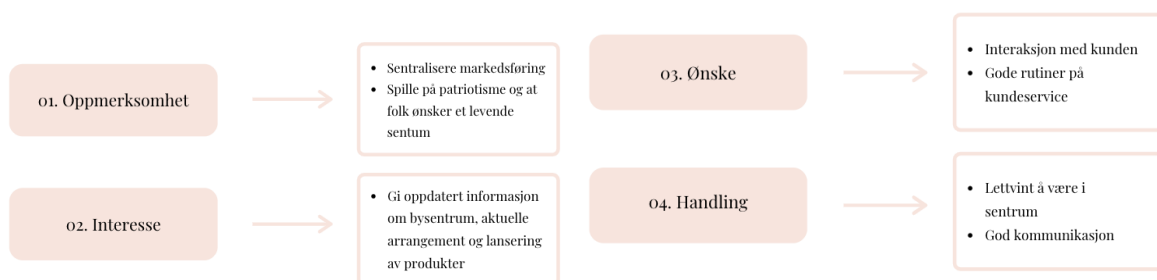 01. Oppmerksomhet
• Sentralisere markedsføring
• Spille på patriotisme og at
folk ønsker et levende
sentum
02. Interesse
• Gi oppdatert informasjon
om bysentrum, aktuelle
arrangement og lansering
av produkter
03. Ønske
• Interaksjon med kunden
• Gode rutiner på
kundeservice
04. Handling
• Lettvint å være i
sentrum
• God kommunikasjon